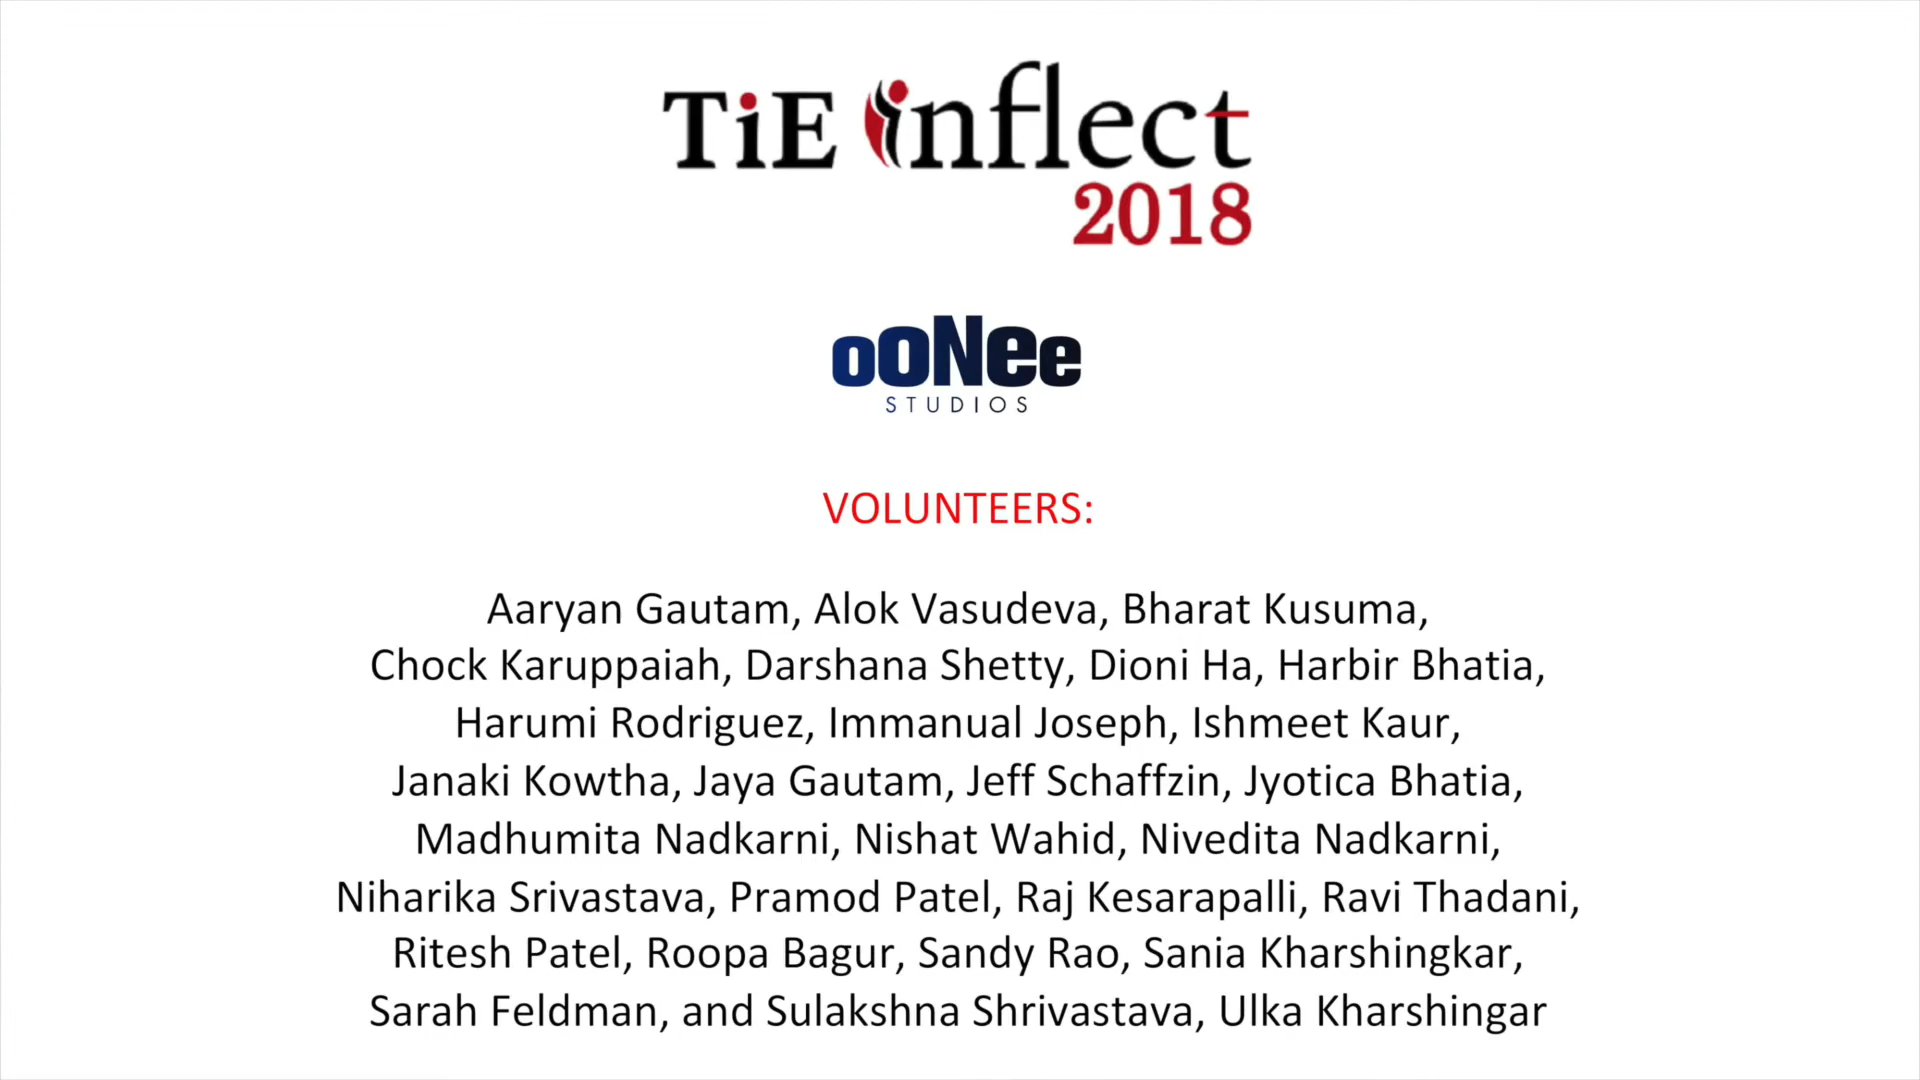 TiE inflect
2018
ooNee
STUDIOS
VOLUNTEERS:
Aaryan Gautam, Alok Vasudeva, Bharat Kusuma,
Chock Karuppaiah, Darshana Shetty, Dioni Ha, Harbir Bhatia,
Harumi Rodriguez, Immanual Joseph, Ishmeet Kaur,
Janaki Kowtha, Jaya Gautam, Jeff Schaffzin, Jyotica Bhatia,
Madhumita Nadkarni, Nishat Wahid, Nivedita Nadkarni,
Niharika Srivastava, Pramod Patel, Raj Kesarapalli, Ravi Thadani,
Ritesh Patel, Roopa Bagur, Sandy Rao, Sania Kharshingkar,
Sarah Feldman, and Sulakshna Shrivastava, Ulka Kharshingar